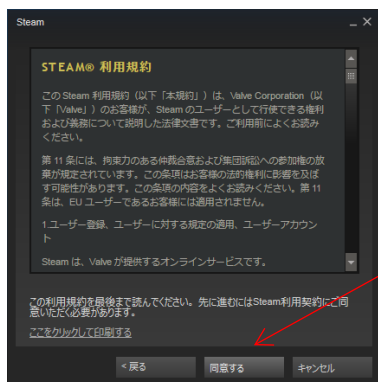 Steam
STEAM® 利用規約
この Steam 利用規約（以下「本規約」）は、Valve Corporation（以
下「Valve」）のお客様が、Steam のユーザーとして行使できる権利
および義務について説明した法律文書です。ご利用前によくお読み
ください。
第 11 条には、拘束力のある仲裁合意および集団訴訟への参加権の放
棄が規定されています。この条項はお客様の法的権利に影響を及ぼ
す可能性があります。この条項の内容をよくお読みください。第 11
条は、EU ユーザーであるお客様には適用されません。
1.ユーザー登録、ユーザーに対する規定の適用、ユーザーアカウン
ト
Steam は、Valve が提供するオンラインサービスです。
この利用規約を最後まで読んでください。先に進むにはSteam利用契約にご同
意いただく必要があります。
ここをクリックして印刷する
< 戻る 同意する キャンセル